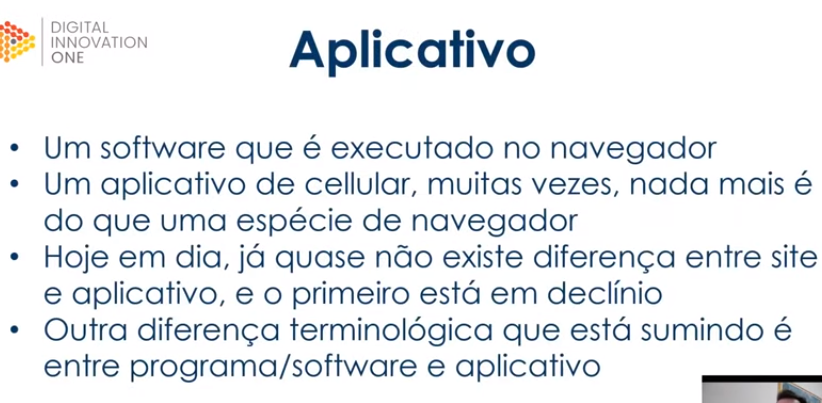 DIGITAL
INNOVATION
ONE
Aplicativo
• Um software que é executado no navegador
• Um aplicativo de cellular, muitas vezes, nada mais é
do que uma espécie de navegador
• Hoje em dia, já quase não existe diferença entre site
e aplicativo, e o primeiro está em declínio
• Outra diferença terminológica que está sumindo é
entre programa/software e aplicativo